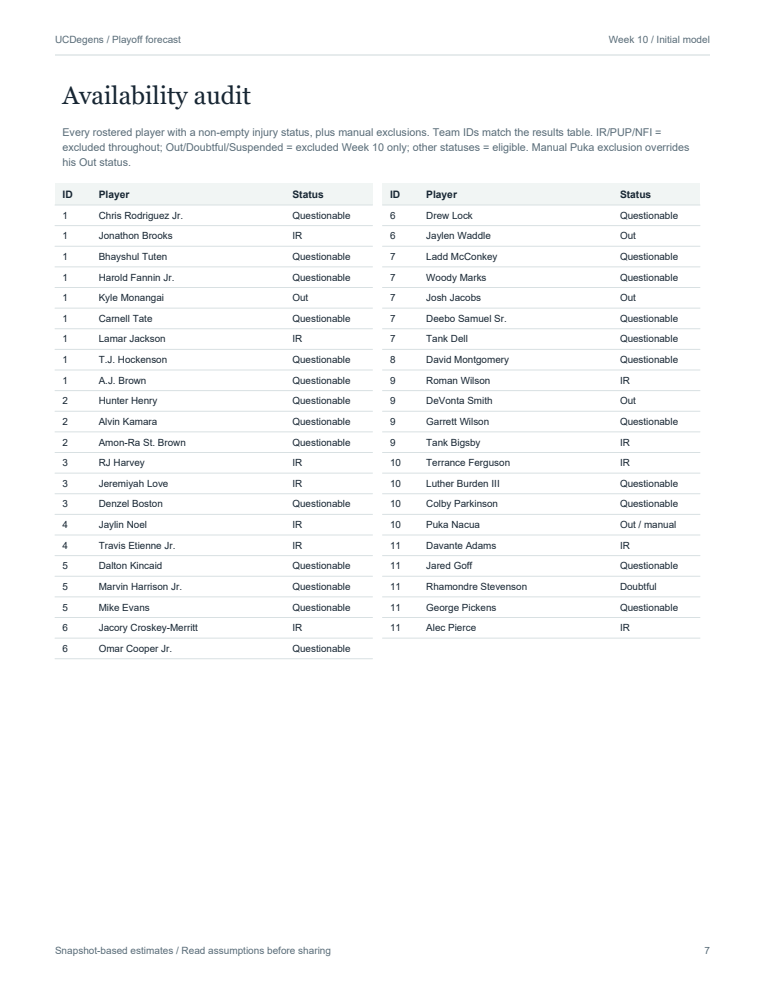 UCDegens / Playoff forecast
Week 10 / Initial model
Availability audit
Every rostered player with a non-empty injury status, plus manual exclusions. Team IDs match the results table. IR/PUP/NFI =
excluded throughout; Out/Doubtful/Suspended = excluded Week 10 only; other statuses = eligible. Manual Puka exclusion overrides
his Out status.
ID Player Status
1 Chris Rodriguez Jr. Questionable
1 Jonathon Brooks IR
1 Bhayshul Tuten Questionable
1 Harold Fannin Jr. Questionable
1 Kyle Monangai Out
1 Carnell Tate Questionable
1 Lamar Jackson IR
1 T.J. Hockenson Questionable
1 A.J. Brown Questionable
2 Hunter Henry Questionable
2 Alvin Kamara Questionable
2 Amon-Ra St. Brown Questionable
3 RJ Harvey IR
3 Jeremiyah Love IR
3 Denzel Boston Questionable
4 Jaylin Noel IR
4 Travis Etienne Jr. IR
5 Dalton Kincaid Questionable
5 Marvin Harrison Jr. Questionable
5 Mike Evans Questionable
6 Jacory Croskey-Merritt IR
6 Omar Cooper Jr. Questionable
ID Player Status
6 Drew Lock Questionable
6 Jaylen Waddle Out
7 Ladd McConkey Questionable
7 Woody Marks Questionable
7 Josh Jacobs Out
7 Deebo Samuel Sr. Questionable
7 Tank Dell Questionable
8 David Montgomery Questionable
9 Roman Wilson IR
9 DeVonta Smith Out
9 Garrett Wilson Questionable
9 Tank Bigsby IR
10 Terrance Ferguson IR
10 Luther Burden III Questionable
10 Colby Parkinson Questionable
10 Puka Nacua Out / manual
11 Davante Adams IR
11 Jared Goff Questionable
11 Rhamondre Stevenson Doubtful
11 George Pickens Questionable
11 Alec Pierce IR
Snapshot-based estimates / Read assumptions before sharing
7